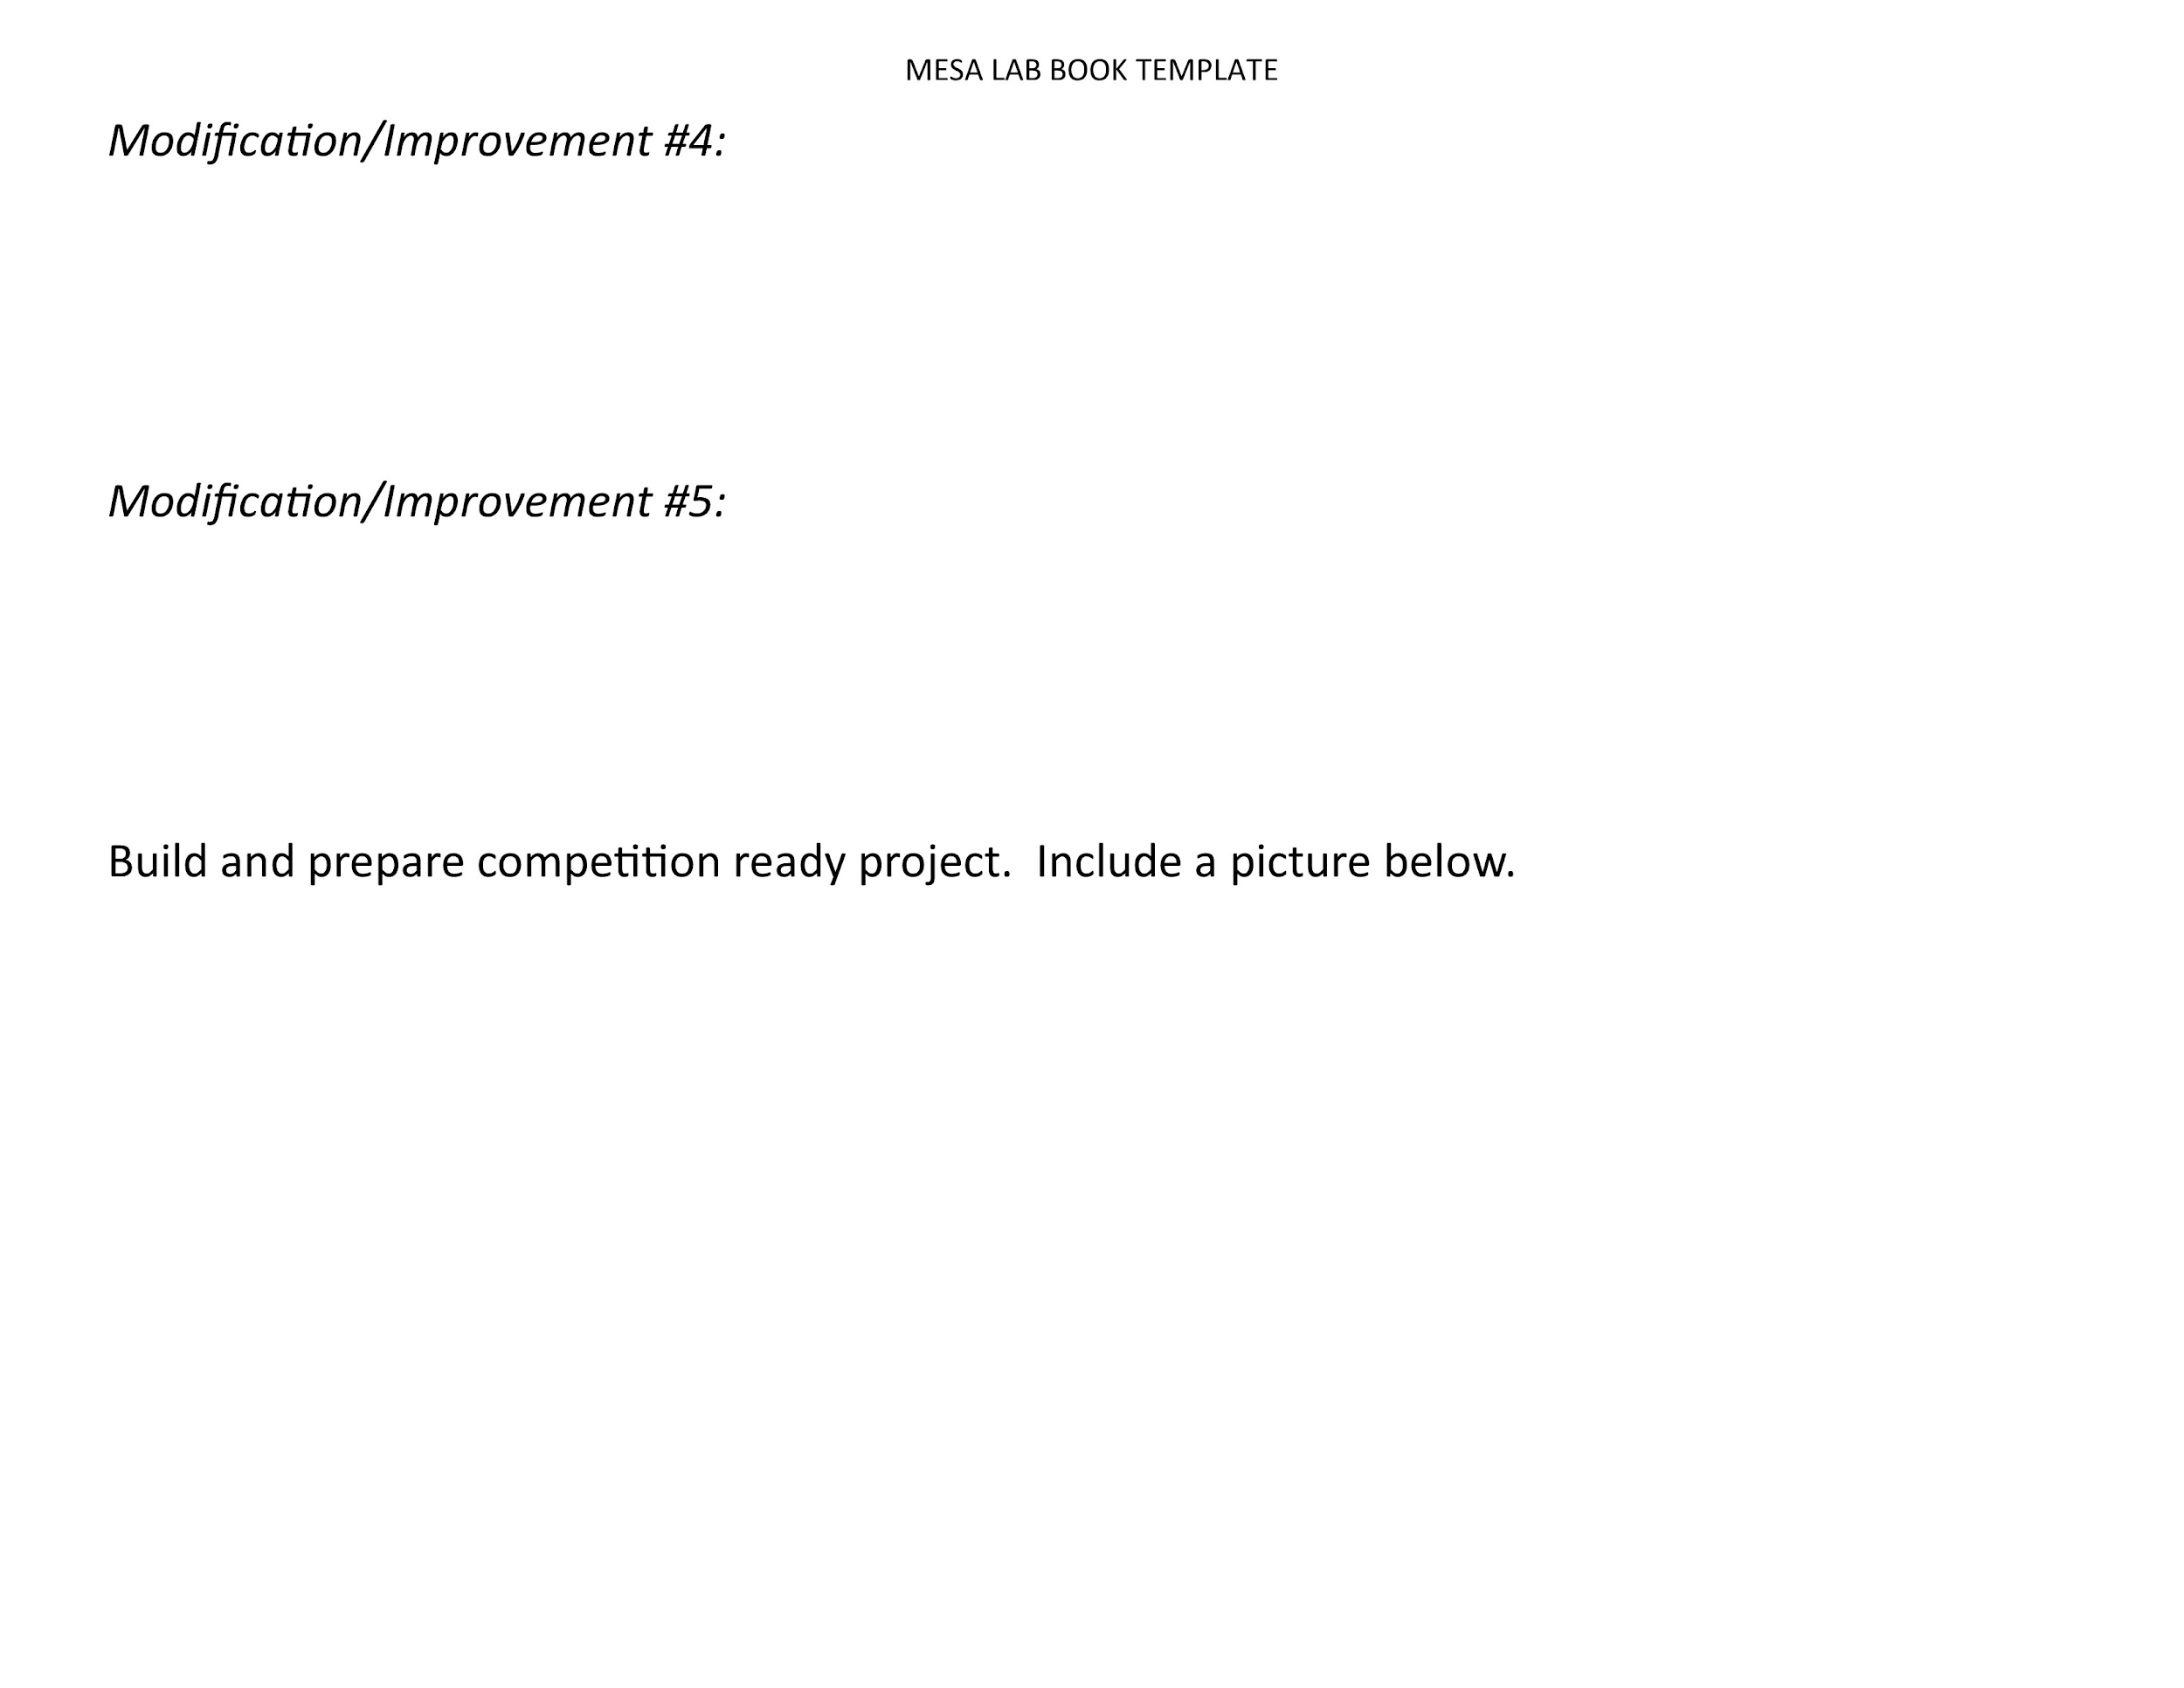 MESA LAB BOOK TEMPLATE
Modification/Improvement #4:
Modification/Improvement #5:
Build and prepare competition ready project.  Include a picture below.